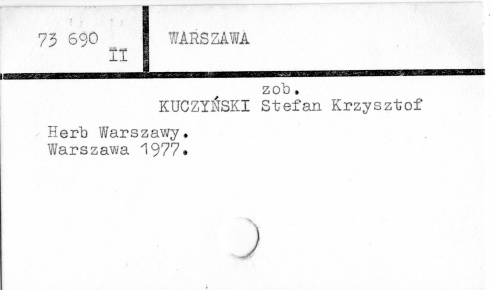 73 690
II
WARSZAWA
zob.
KUCZYŃSKI Stefan Krzysztof
Herb Warszawy.
Warszawa 1977.